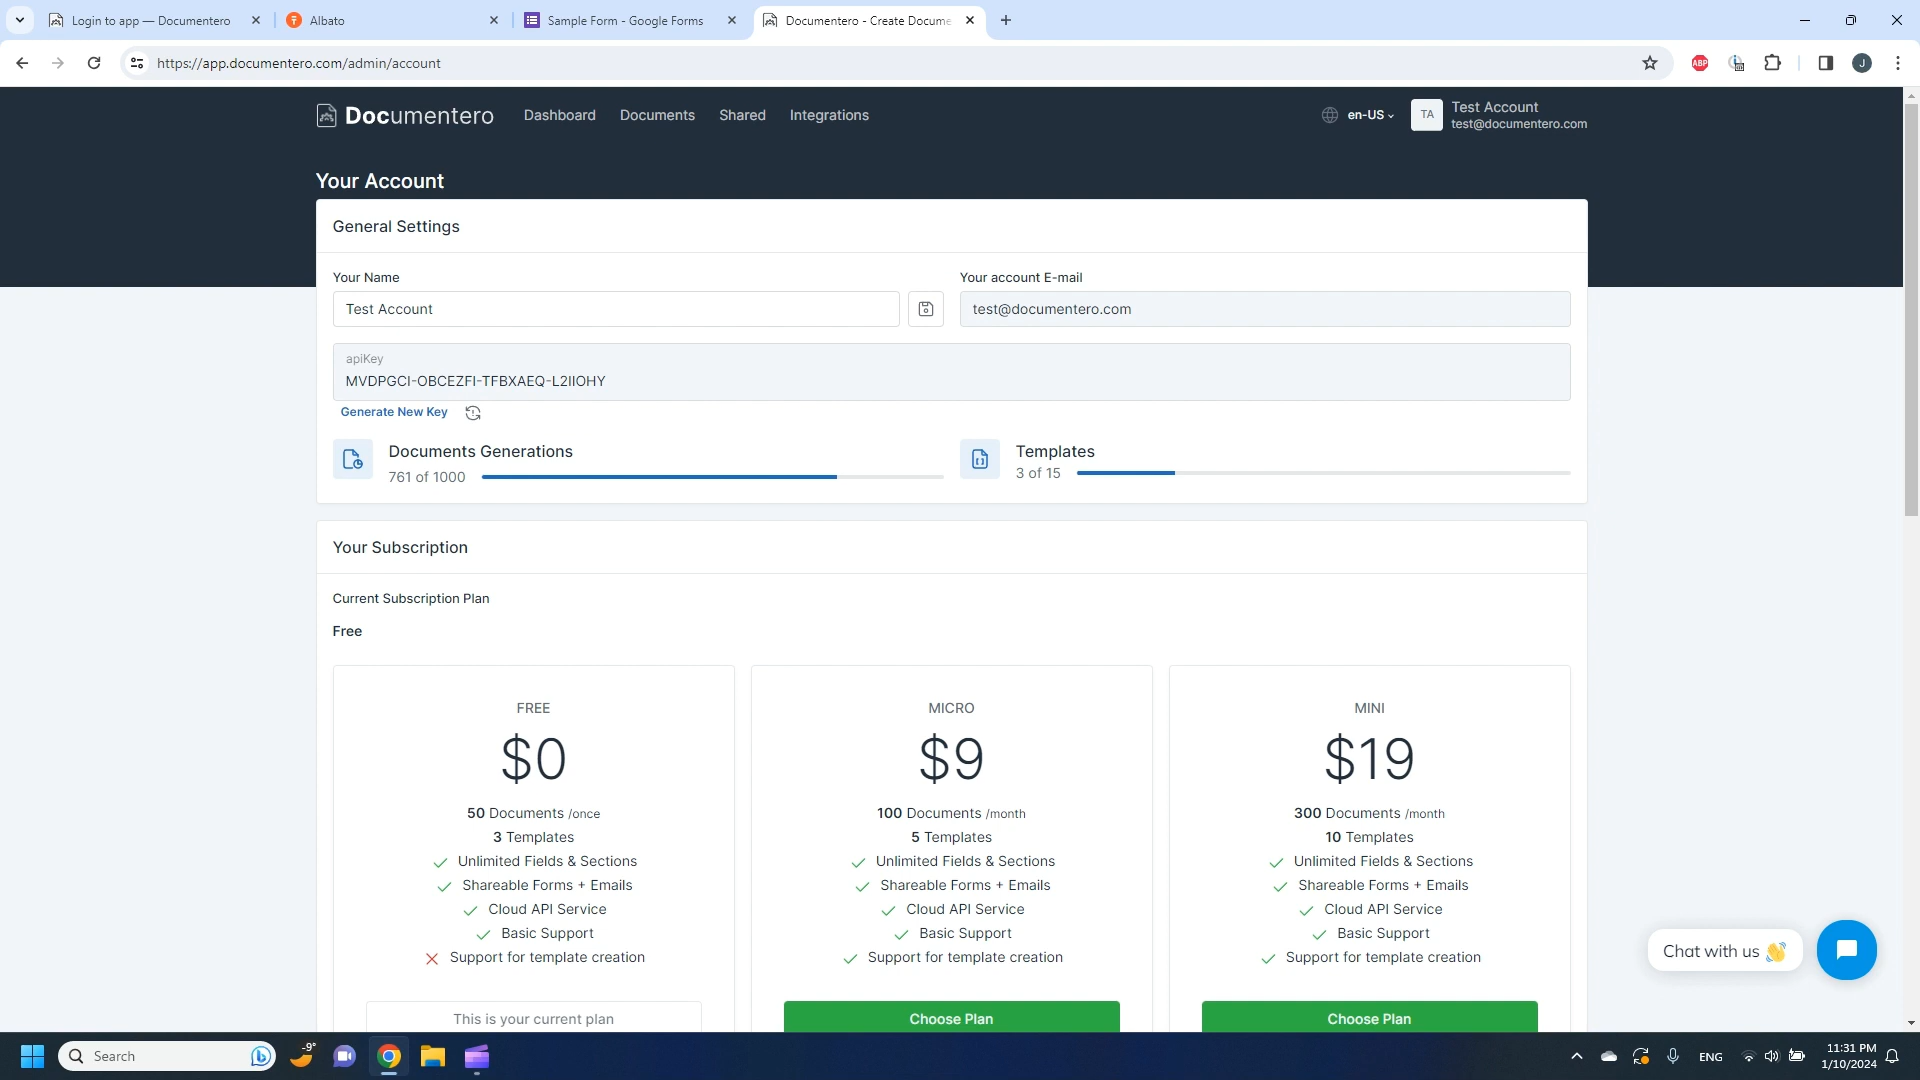 Login to app — Documentero
Albato
Sample Form - Google Forms
Documentero - Create Docume
https://app.documentero.com/admin/account
ABP
J
Documentero
Dashboard
Documents
Shared
Integrations
en-US
TA
Test Account
test@documentero.com
Your Account
General Settings
Your Name
Your account E-mail
Test Account
test@documentero.com
apiKey
MVDPGCI-OBCEZFI-TFBXAEQ-L2IIOHY
Generate New Key
Documents Generations
761 of 1000
Templates
3 of 15
Your Subscription
Current Subscription Plan
Free
FREE
$0
50 Documents /once
3 Templates
Unlimited Fields & Sections
Shareable Forms + Emails
Cloud API Service
Basic Support
Support for template creation
This is your current plan
MICRO
$9
100 Documents /month
5 Templates
Unlimited Fields & Sections
Shareable Forms + Emails
Cloud API Service
Basic Support
Support for template creation
Choose Plan
MINI
$19
300 Documents /month
10 Templates
Unlimited Fields & Sections
Shareable Forms + Emails
Cloud API Service
Basic Support
Support for template creation
Choose Plan
Chat with us 👋
Search
-9°
ENG
11:31 PM
1/10/2024